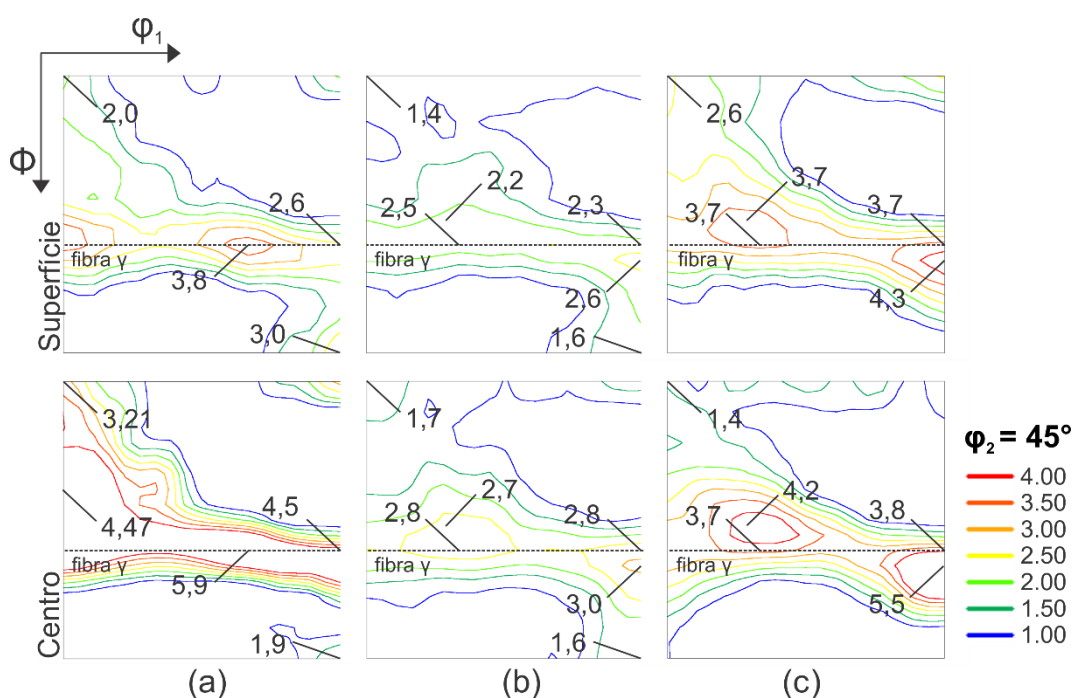 φ1
Φ
Superfície
2,0
2,6
fibra γ
3,8
3,0
1,4
2,2
2,5
2,3
fibra γ
2,6
1,6
2,6
3,7
3,7
3,7
fibra γ
4,3
Centro
3,21
4,5
4,47
fibra γ
5,9
1,9
1,7
2,7
2,8
2,8
fibra γ
3,0
1,6
1,4
4,2
3,7
3,8
fibra γ
5,5
φ2 = 45°
4.00
3.50
3.00
2.50
2.00
1.50
1.00
(a)
(b)
(c)